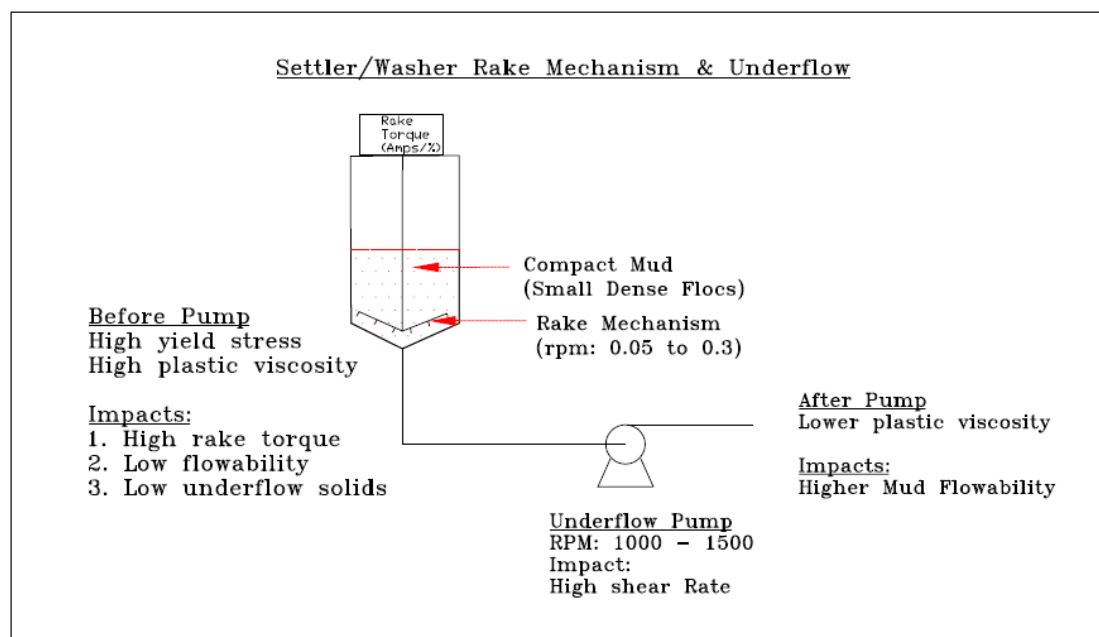 Settler/Washer Rake Mechanism & Underflow
Rake
Torque
(Amps/%)
Compact Mud
(Small Dense Flocs)
Rake Mechanism
(rpm: 0.05 to 0.3)
Before Pump
High yield stress
High plastic viscosity
Impacts:
1. High rake torque
2. Low flowability
3. Low underflow solids
After Pump
Lower plastic viscosity
Impacts:
Higher Mud Flowability
Underflow Pump
RPM: 1000 - 1500
Impact:
High shear Rate